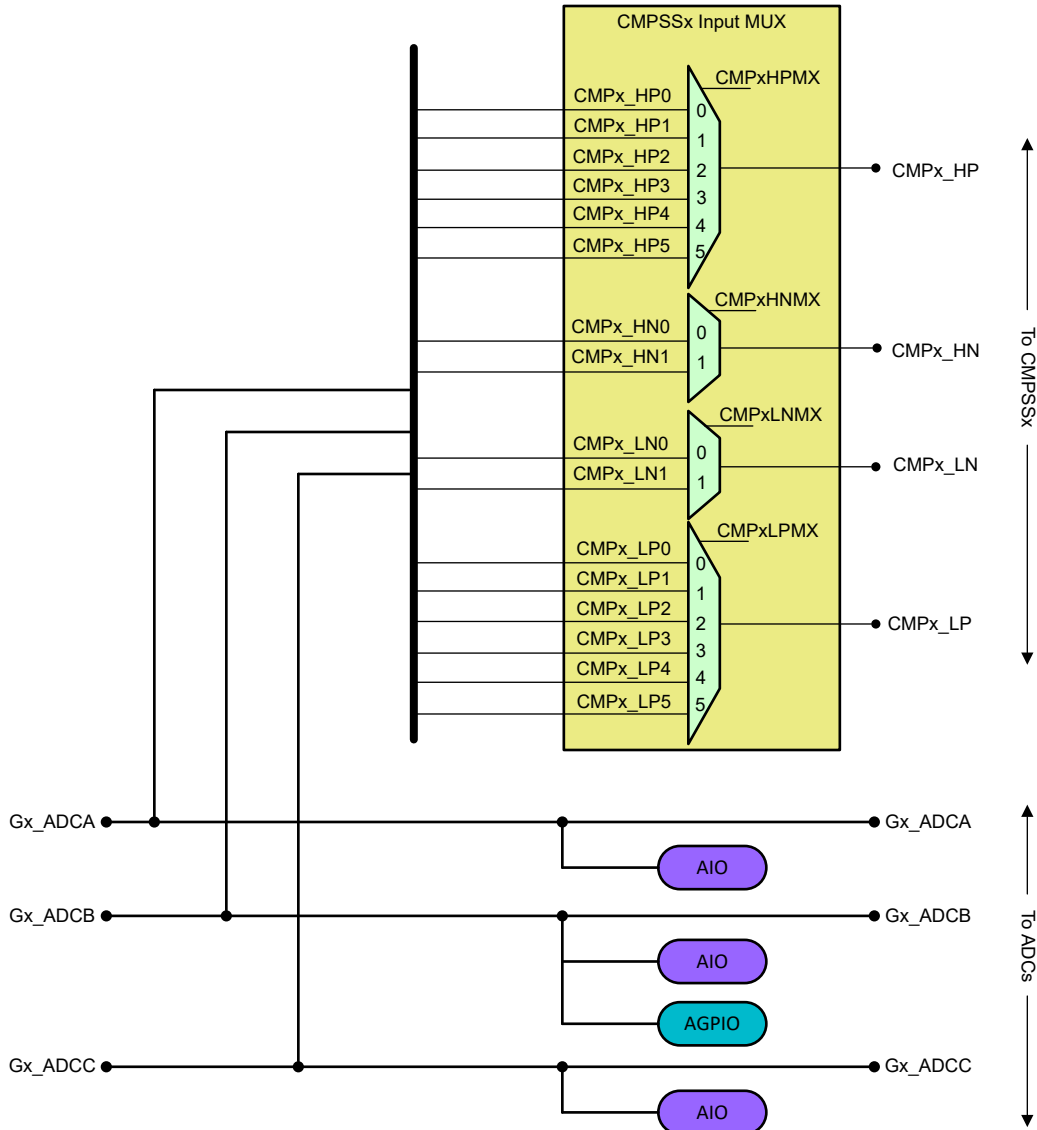 CMPSSx Input MUX
CMPxHPMX
CMPx_HP0
0
CMPx_HP1
1
CMPx_HP2
2
CMPx_HP
CMPx_HP3
3
CMPx_HP4
4
CMPx_HP5
5
CMPxHNMX
CMPx_HN0
0
CMPx_HN
CMPx_HN1
1
To CMPSSx
CMPxLNMX
CMPx_LN0
0
CMPx_LN
CMPx_LN1
1
CMPxLPMX
CMPx_LP0
0
CMPx_LP1
1
CMPx_LP2
2
CMPx_LP
CMPx_LP3
3
CMPx_LP4
4
CMPx_LP5
5
Gx_ADCA
Gx_ADCA
AIO
Gx_ADCB
Gx_ADCB
AIO
To ADCs
AGPIO
Gx_ADCC
Gx_ADCC
AIO